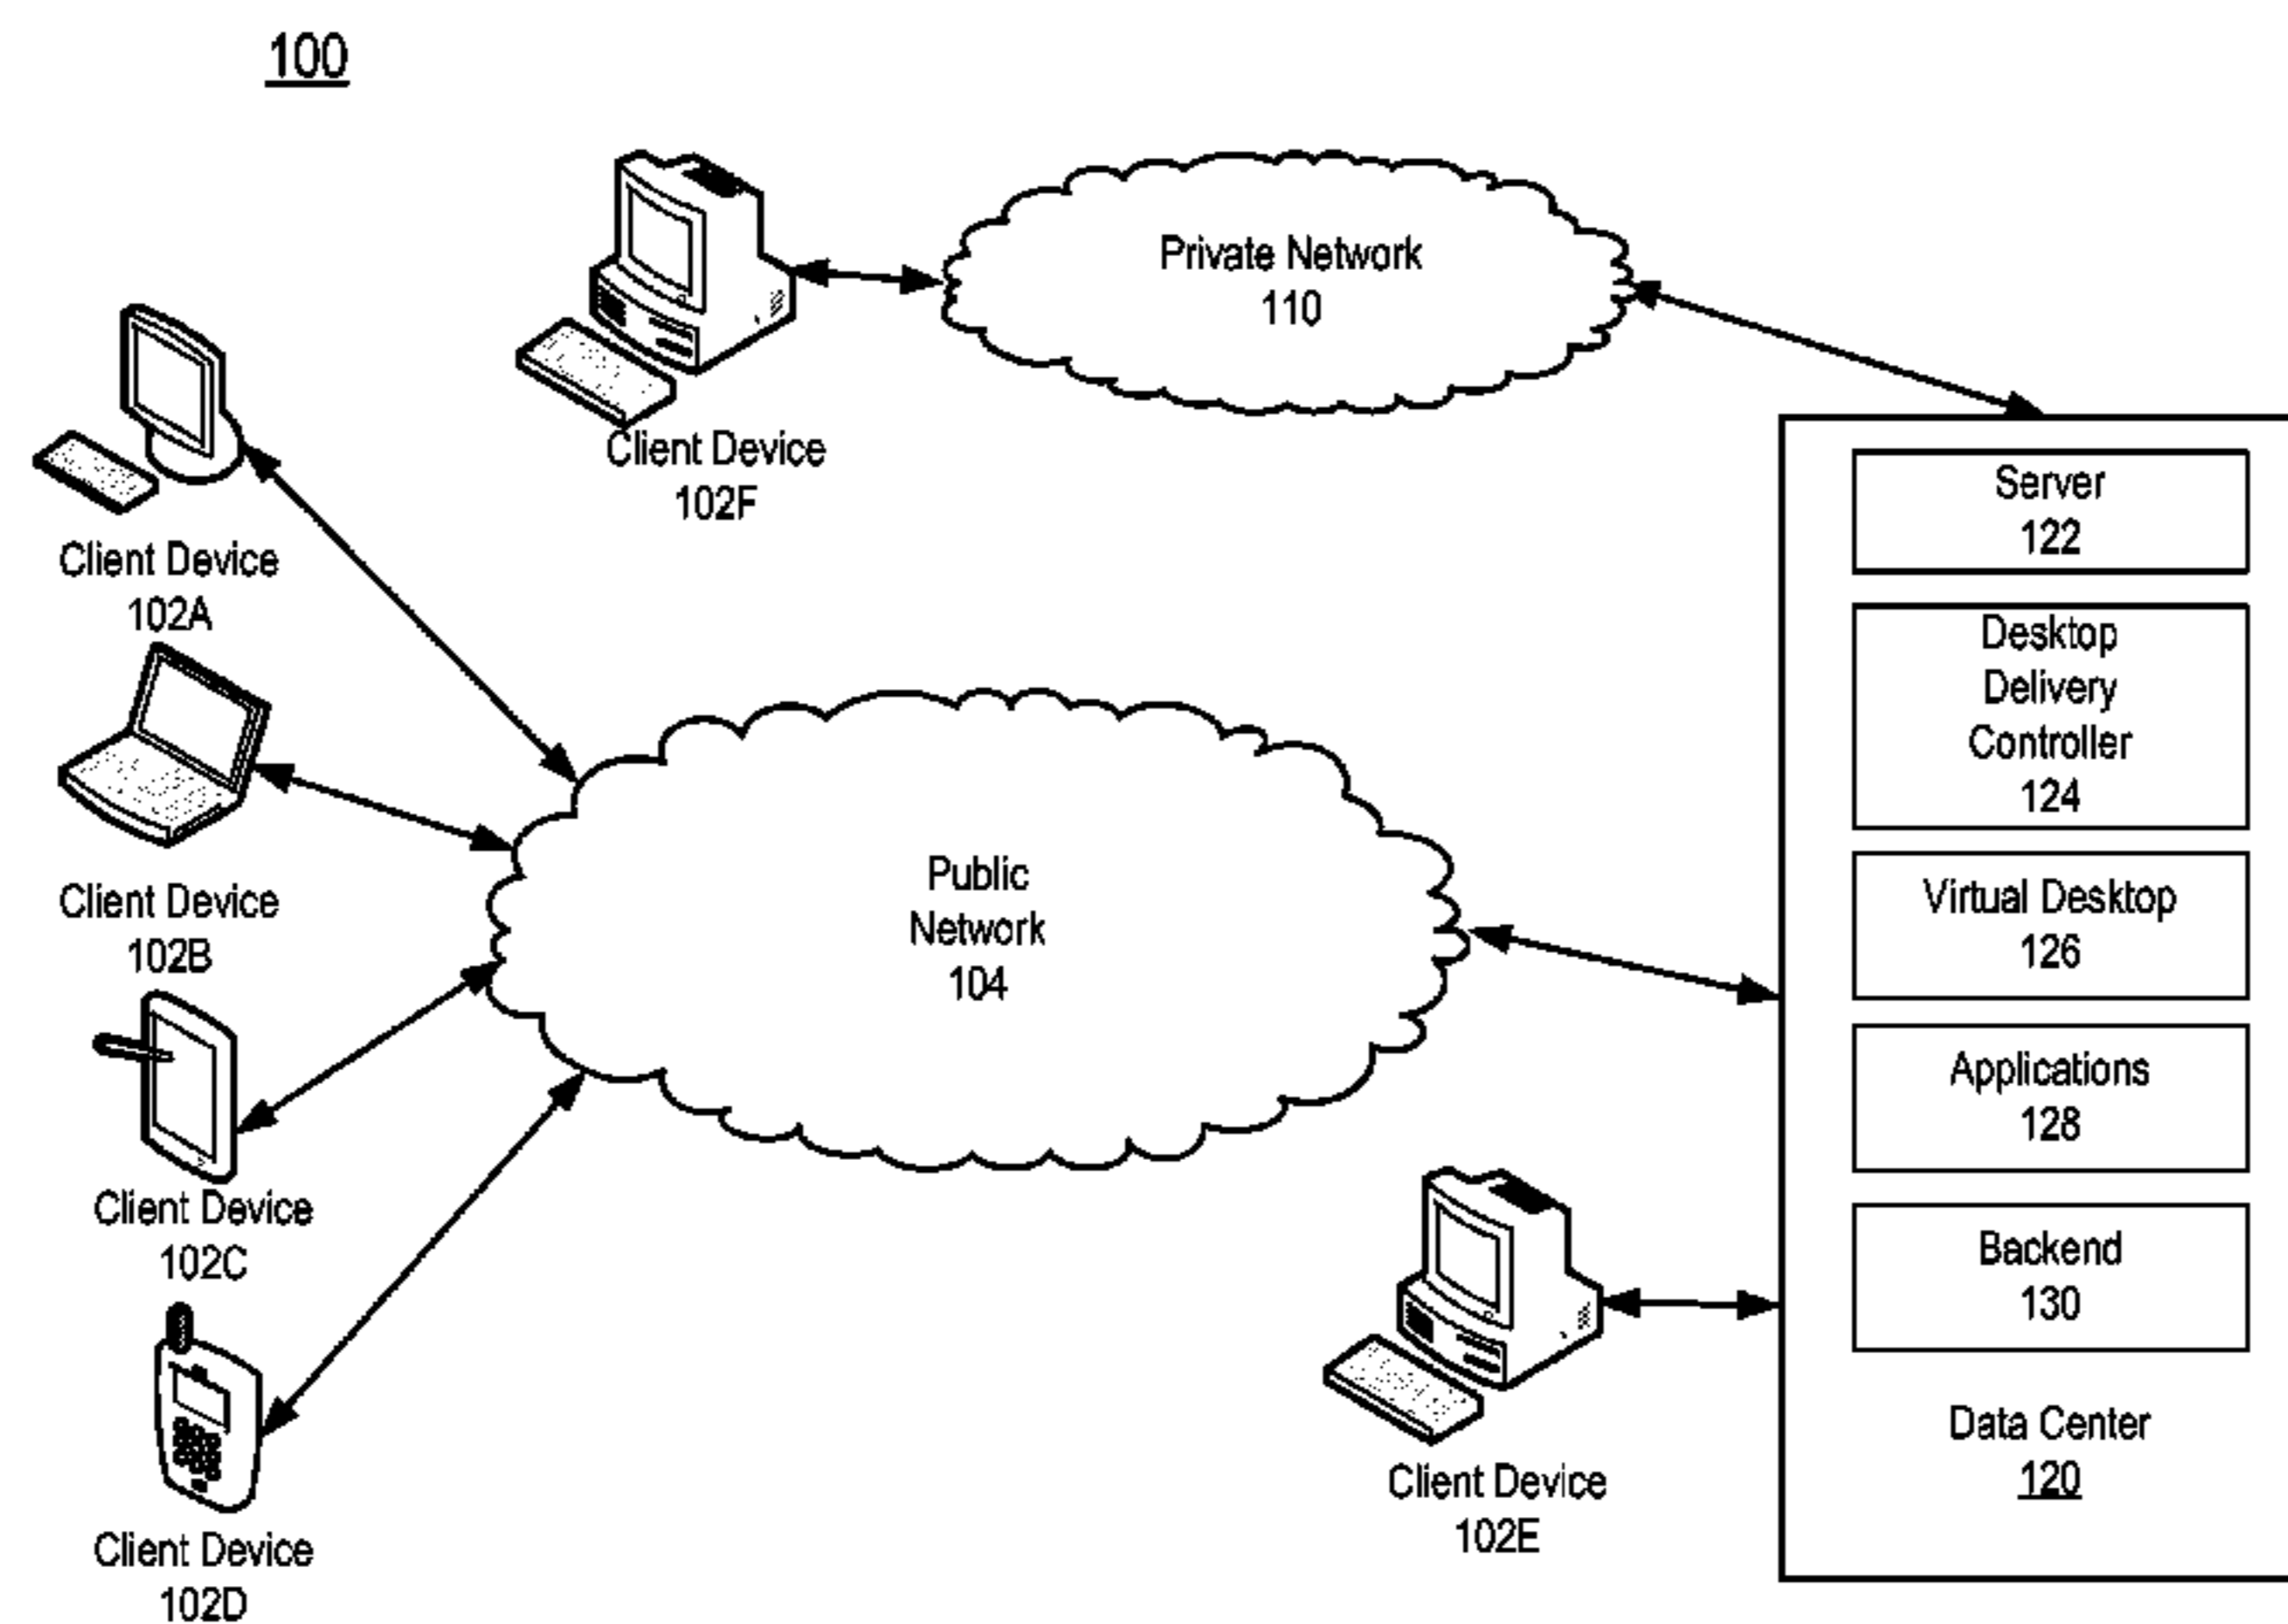 100
Private Network
110
Client Device
102F
Client Device
102A
Client Device
102B
Client Device
102C
Client Device
102D
Public
Network
104
Client Device
102E
Server
122
Desktop
Delivery
Controller
124
Virtual Desktop
126
Applications
128
Backend
130
Data Center
120